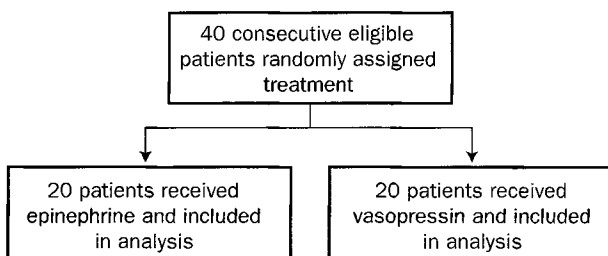 40 consecutive eligible
patients randomly assigned
treatment
20 patients received
epinephrine and included
in analysis
20 patients received
vasopressin and included
in analysis